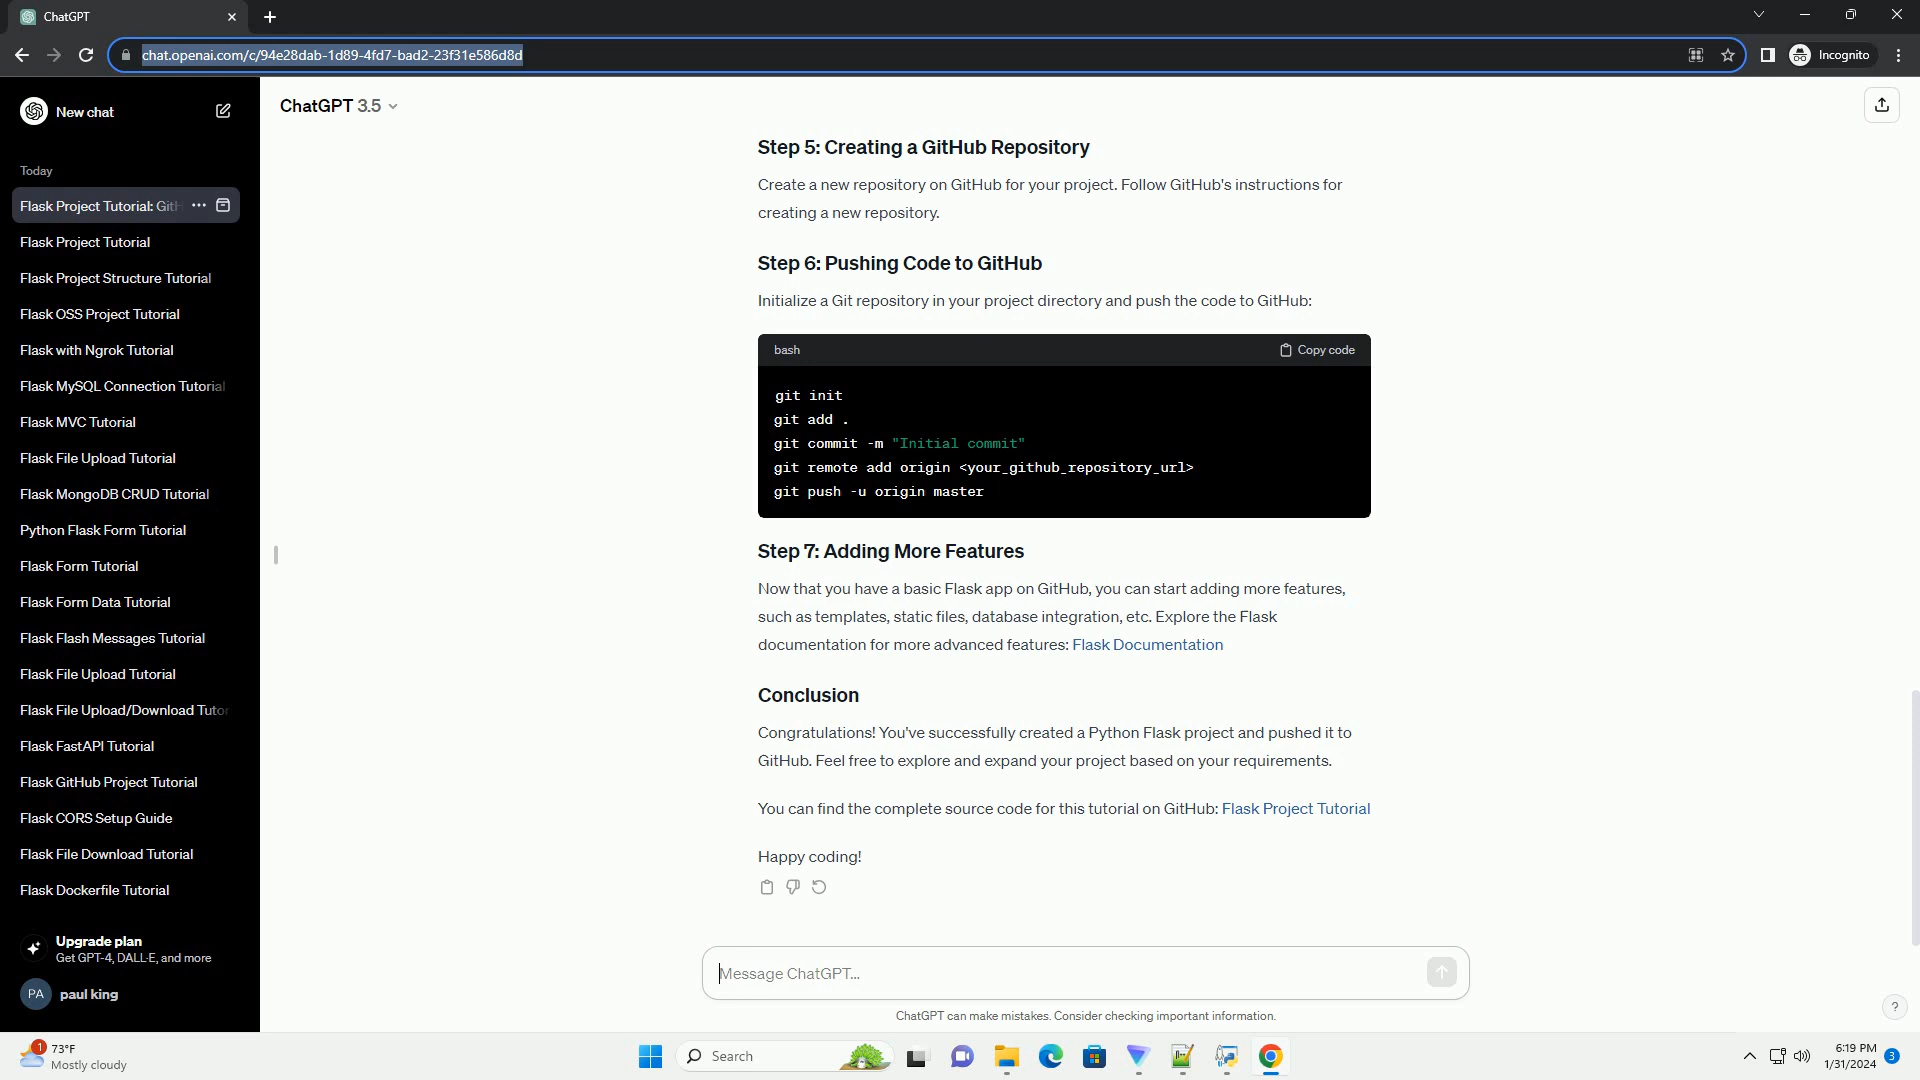 ChatGPT
chat.openai.com/c/94e28dab-1d89-4fd7-bad2-23f31e586d8d
Incognito
New chat
ChatGPT 3.5
Today
Flask Project Tutorial: GitH
Flask Project Tutorial
Flask Project Structure Tutorial
Flask OSS Project Tutorial
Flask with Ngrok Tutorial
Flask MySQL Connection Tutorial
Flask MVC Tutorial
Flask File Upload Tutorial
Flask MongoDB CRUD Tutorial
Python Flask Form Tutorial
Flask Form Tutorial
Flask Form Data Tutorial
Flask Flash Messages Tutorial
Flask File Upload Tutorial
Flask File Upload/Download Tutor
Flask FastAPI Tutorial
Flask GitHub Project Tutorial
Flask CORS Setup Guide
Flask File Download Tutorial
Flask Dockerfile Tutorial
Upgrade plan
Get GPT-4, DALL·E, and more
PA
paul king
Step 5: Creating a GitHub Repository
Create a new repository on GitHub for your project. Follow GitHub's instructions for
creating a new repository.
Step 6: Pushing Code to GitHub
Initialize a Git repository in your project directory and push the code to GitHub:
bash
Copy code
git init
git add .
git commit -m "Initial commit"
git remote add origin <your_github_repository_url>
git push -u origin master
Step 7: Adding More Features
Now that you have a basic Flask app on GitHub, you can start adding more features,
such as templates, static files, database integration, etc. Explore the Flask
documentation for more advanced features: Flask Documentation
Conclusion
Congratulations! You've successfully created a Python Flask project and pushed it to
GitHub. Feel free to explore and expand your project based on your requirements.
You can find the complete source code for this tutorial on GitHub: Flask Project Tutorial
Happy coding!
Message ChatGPT...
ChatGPT can make mistakes. Consider checking important information.
?
1
73°F
Mostly cloudy
Search
6:19 PM
1/31/2024
3